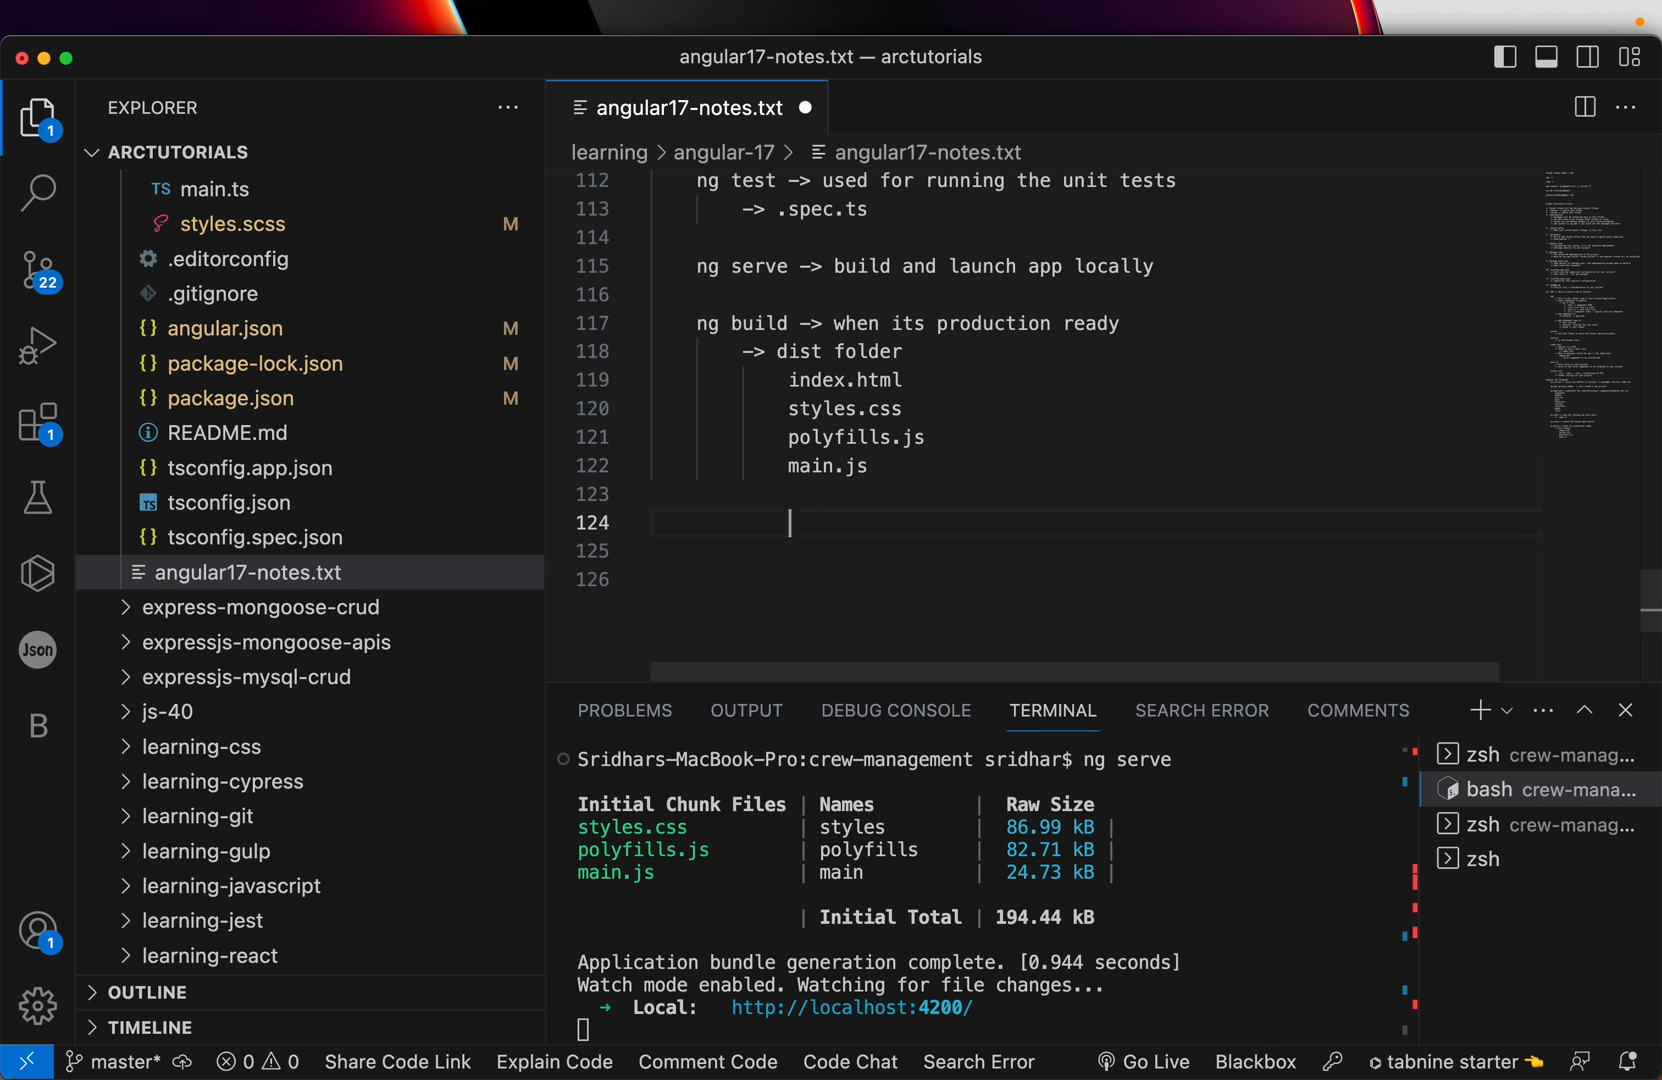 angular17-notes.txt — arctutorials
EXPLORER
ARCTUTORIALS
TS main.ts
styles.scss M
.editorconfig
.gitignore
{} angular.json M
{} package-lock.json M
{} package.json M
README.md
{} tsconfig.app.json
TS tsconfig.json
{} tsconfig.spec.json
angular17-notes.txt
express-mongoose-crud
expressjs-mongoose-apis
expressjs-mysql-crud
js-40
learning-css
learning-cypress
learning-git
learning-gulp
learning-javascript
learning-jest
learning-react
OUTLINE
TIMELINE
1
22
1
Json
B
1
angular17-notes.txt
learning > angular-17 > angular17-notes.txt
112 ng test -> used for running the unit tests
113 -> .spec.ts
114
115 ng serve -> build and launch app locally
116
117 ng build -> when its production ready
118 -> dist folder
119 index.html
120 styles.css
121 polyfills.js
122 main.js
123
124
125
126
PROBLEMS OUTPUT DEBUG CONSOLE TERMINAL SEARCH ERROR COMMENTS
Sridhars-MacBook-Pro:crew-management sridhar$ ng serve
Initial Chunk Files | Names | Raw Size
styles.css | styles | 86.99 kB |
polyfills.js | polyfills | 82.71 kB |
main.js | main | 24.73 kB |
| Initial Total | 194.44 kB
Application bundle generation complete. [0.944 seconds]
Watch mode enabled. Watching for file changes...
➜ Local: http://localhost:4200/
zsh crew-manag...
bash crew-mana...
zsh crew-manag...
zsh
master* 0 0 Share Code Link Explain Code Comment Code Code Chat Search Error Go Live Blackbox tabnine starter